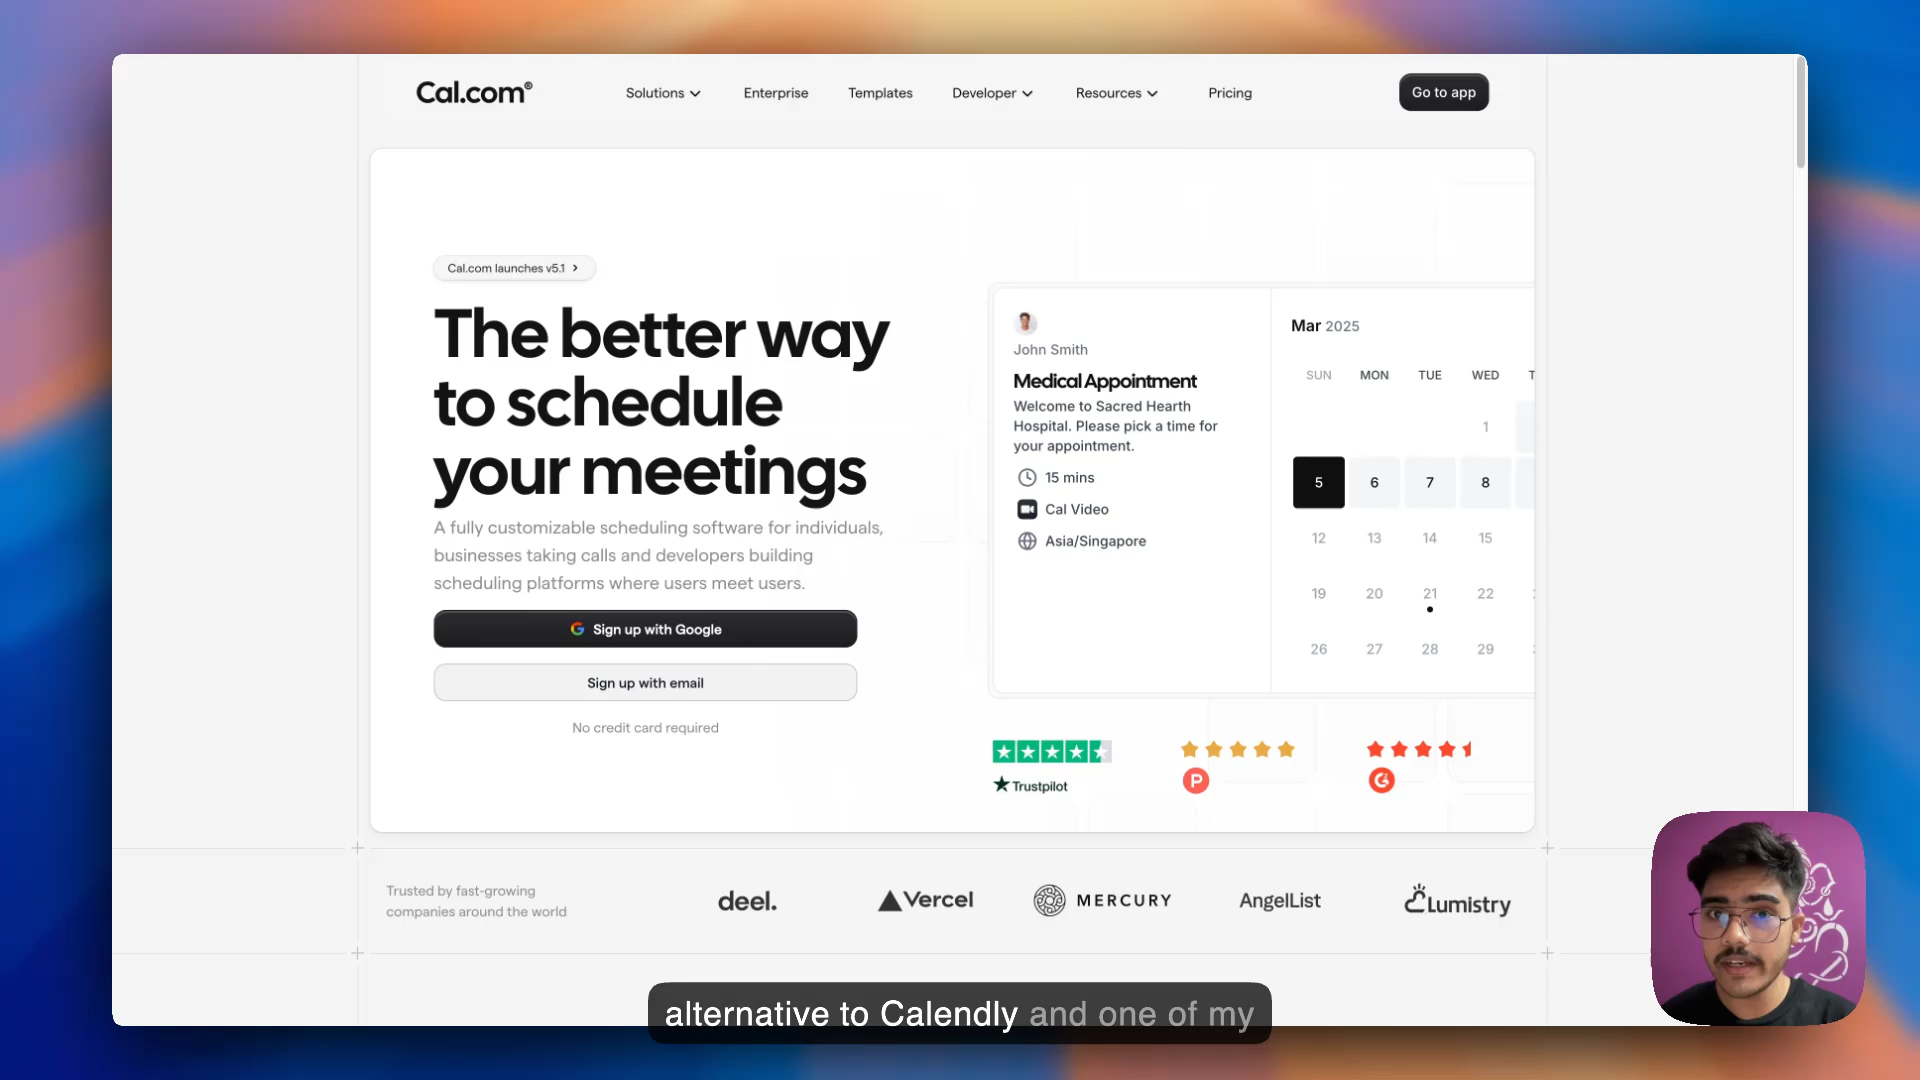 Cal.com®
Solutions
Enterprise
Templates
Developer
Resources
Pricing
Go to app
Cal.com launches v5.1
The better way
to schedule
your meetings
A fully customizable scheduling software for individuals,
businesses taking calls and developers building
scheduling platforms where users meet users.
Sign up with Google
Sign up with email
No credit card required
John Smith
Medical Appointment
Welcome to Sacred Hearth
Hospital. Please pick a time for
your appointment.
15 mins
Cal Video
Asia/Singapore
Mar 2025
SUN MON TUE WED T
1
5 6 7 8
12 13 14 15
19 20 21 22
26 27 28 29
Trustpilot
Trusted by fast-growing
companies around the world
deel.
Vercel
MERCURY
AngelList
Lumistry
alternative to Calendly and one of my